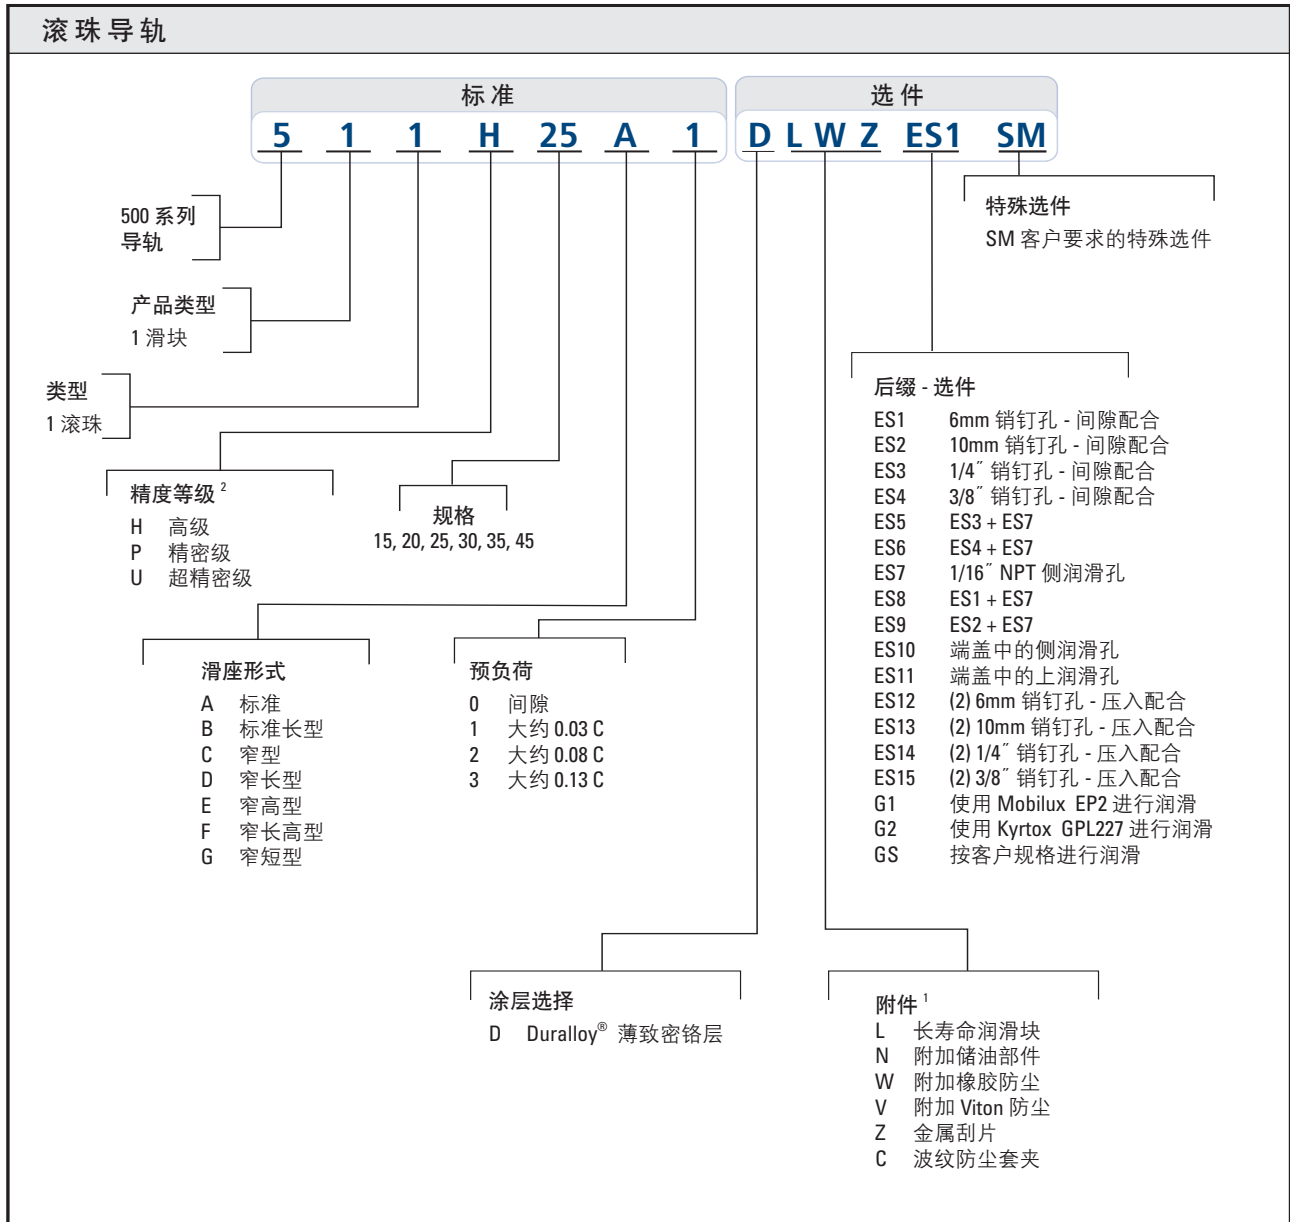 滚珠导轨
标准 选件
5 1 1 H 25 A 1 D L W Z ES1 SM
500 系列
导轨
产品类型
1 滑块
类型
1 滚珠
精度等级 2
H 高级
P 精密级
U 超精密级
规格
15, 20, 25, 30, 35, 45
滑座形式
A 标准
B 标准长型
C 窄型
D 窄长型
E 窄高型
F 窄长高型
G 窄短型
预负荷
0 间隙
1 大约 0.03 C
2 大约 0.08 C
3 大约 0.13 C
特殊选件
SM 客户要求的特殊选件
后缀 - 选件
ES1 6mm 销钉孔 - 间隙配合
ES2 10mm 销钉孔 - 间隙配合
ES3 1/4˝ 销钉孔 - 间隙配合
ES4 3/8˝ 销钉孔 - 间隙配合
ES5 ES3 + ES7
ES6 ES4 + ES7
ES7 1/16˝ NPT 侧润滑孔
ES8 ES1 + ES7
ES9 ES2 + ES7
ES10 端盖中的侧润滑孔
ES11 端盖中的上润滑孔
ES12 (2) 6mm 销钉孔 - 压入配合
ES13 (2) 10mm 销钉孔 - 压入配合
ES14 (2) 1/4˝ 销钉孔 - 压入配合
ES15 (2) 3/8˝ 销钉孔 - 压入配合
G1 使用 Mobilux EP2 进行润滑
G2 使用 Kyrtox GPL227 进行润滑
GS 按客户规格进行润滑
涂层选择
D Duralloy® 薄致密铬层
附件 1
L 长寿命润滑块
N 附加储油部件
W 附加橡胶防尘
V 附加 Viton 防尘
Z 金属刮片
C 波纹防尘套夹